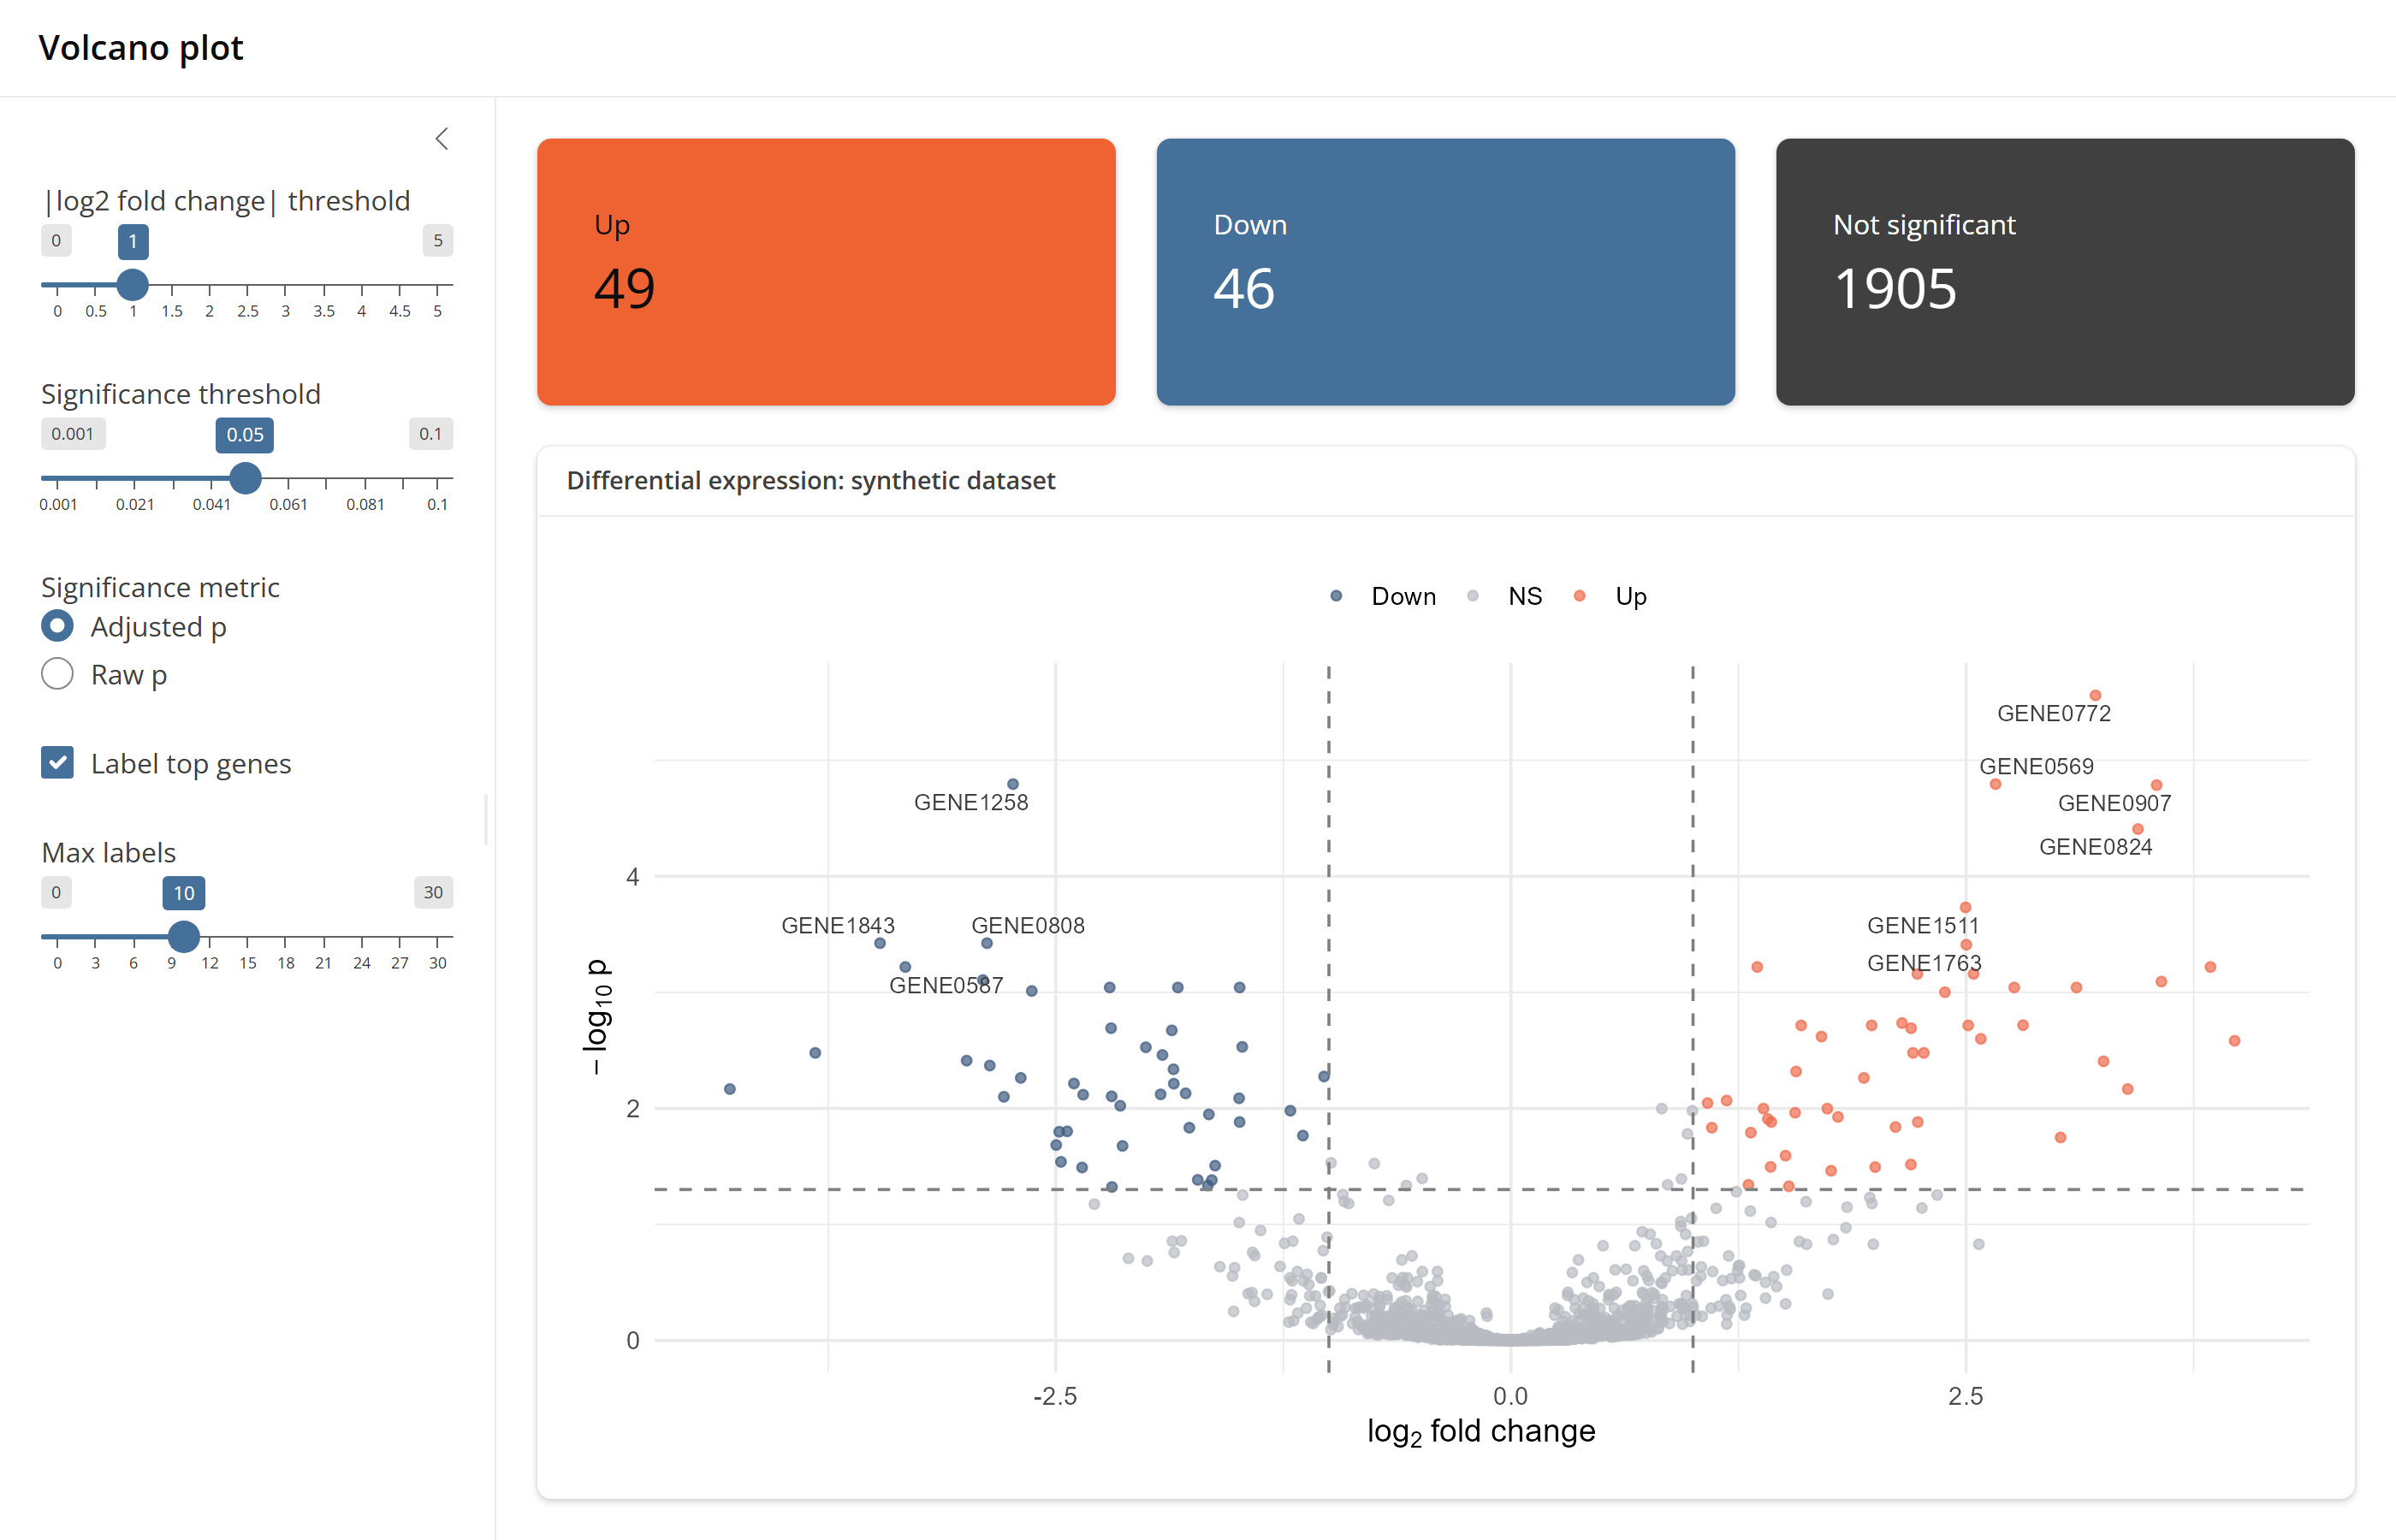 Volcano plot
|log2 fold change| threshold
0 1 5
0 0.5 1 1.5 2 2.5 3 3.5 4 4.5 5
Significance threshold
0.001 0.05 0.1
0.001 0.021 0.041 0.061 0.081 0.1
Significance metric
Adjusted p
Raw p
Label top genes
Max labels
0 10 30
0 3 6 9 12 15 18 21 24 27 30
Up
49
Down
46
Not significant
1905
Differential expression: synthetic dataset
Down NS Up
GENE0772
GENE0569
GENE1258
GENE0907
GENE0824
4
GENE1843 GENE0808
GENE1511
GENE1763
GENE0587
− log10 p
2
0
-2.5 0.0 2.5
log2 fold change